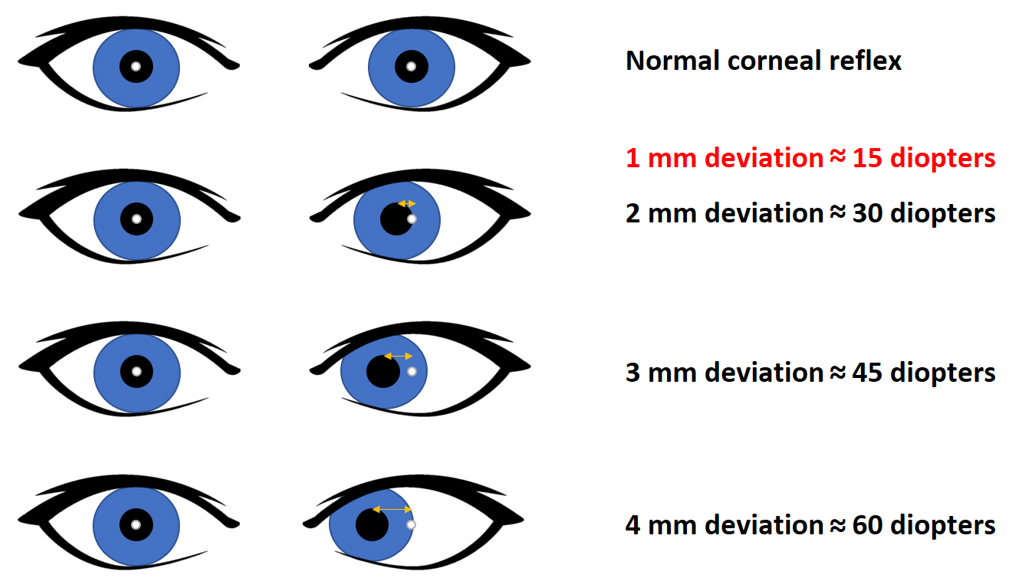 Normal corneal reflex
1 mm deviation ≈ 15 diopters
2 mm deviation ≈ 30 diopters
3 mm deviation ≈ 45 diopters
4 mm deviation ≈ 60 diopters